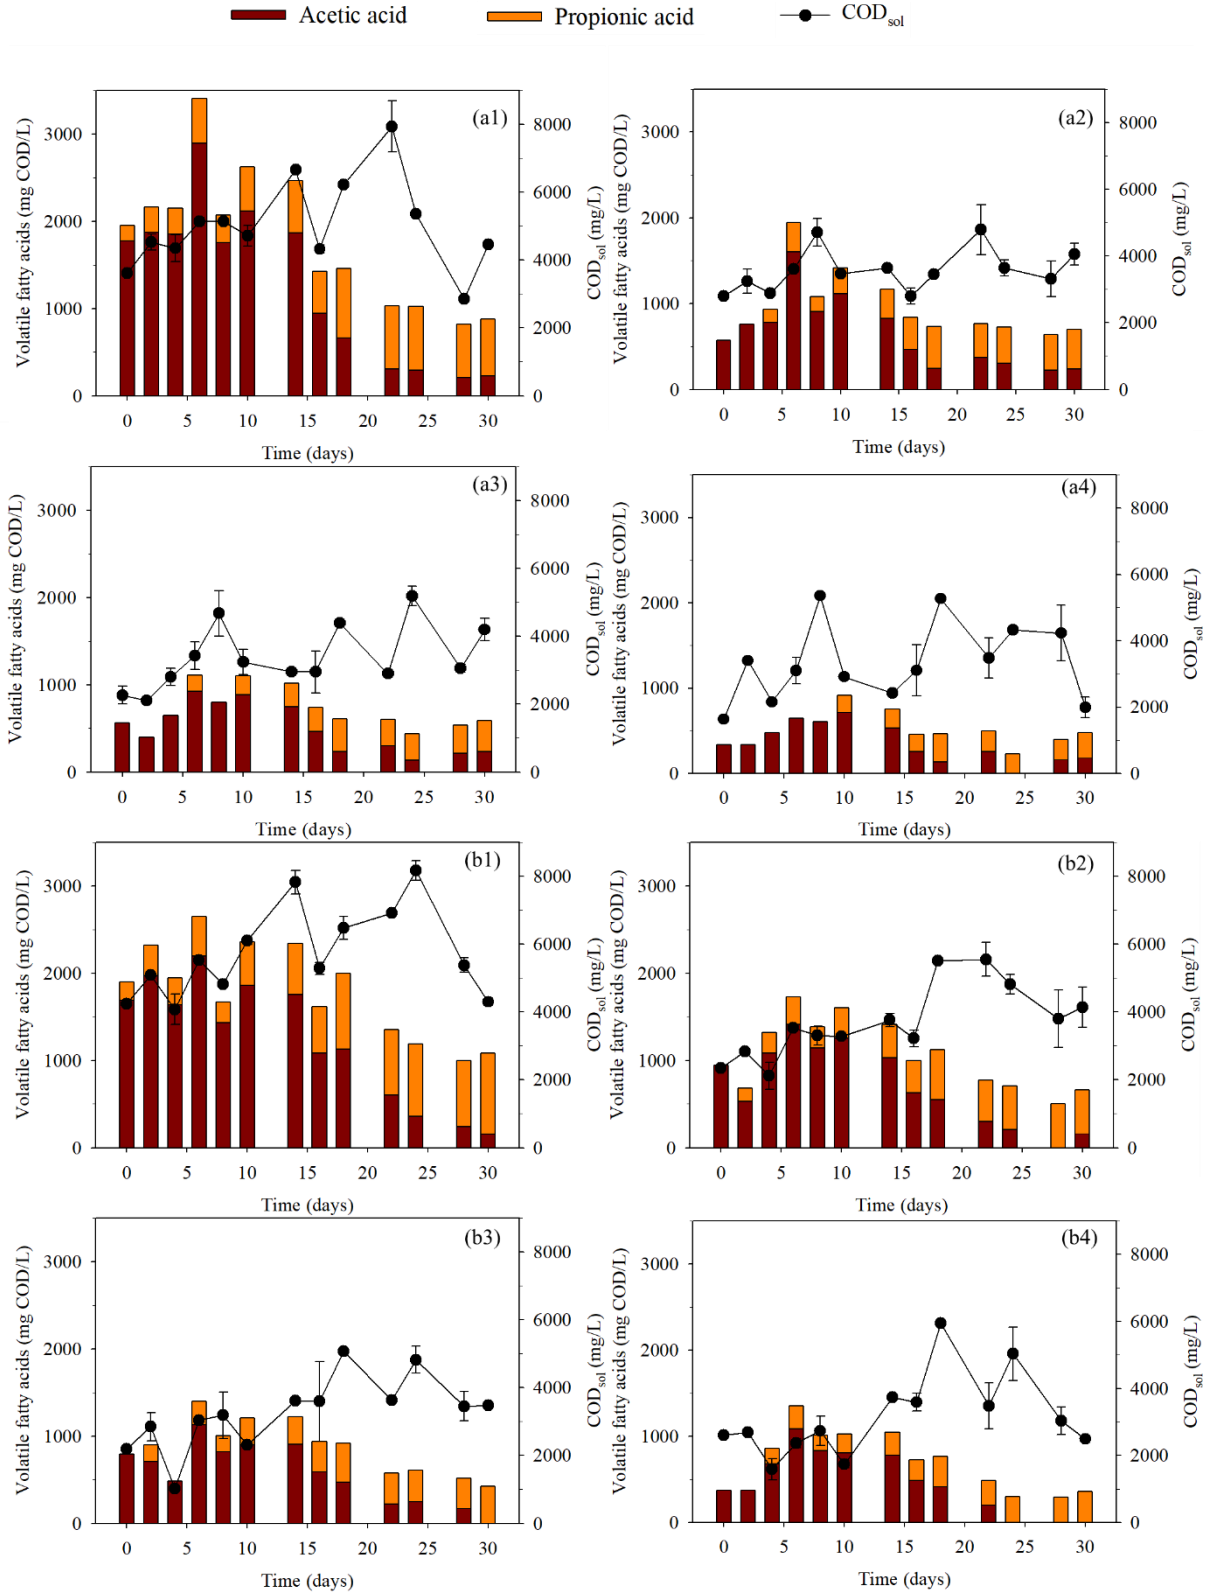 Acetic acid Propionic acid COD_sol
(a1)
Volatile fatty acids (mg COD/L)
3000
2000
1000
0
8000
6000
4000
2000
0
COD_sol (mg/L)
0 5 10 15 20 25 30
Time (days)
(a2)
Volatile fatty acids (mg COD/L)
3000
2000
1000
0
8000
6000
4000
2000
0
COD_sol (mg/L)
0 5 10 15 20 25 30
Time (days)
(a3)
Volatile fatty acids (mg COD/L)
3000
2000
1000
0
8000
6000
4000
2000
0
COD_sol (mg/L)
0 5 10 15 20 25 30
Time (days)
(a4)
Volatile fatty acids (mg COD/L)
3000
2000
1000
0
8000
6000
4000
2000
0
COD_sol (mg/L)
0 5 10 15 20 25 30
Time (days)
(b1)
Volatile fatty acids (mg COD/L)
3000
2000
1000
0
8000
6000
4000
2000
0
COD_sol (mg/L)
0 5 10 15 20 25 30
Time (days)
(b2)
Volatile fatty acids (mg COD/L)
3000
2000
1000
0
8000
6000
4000
2000
0
COD_sol (mg/L)
0 5 10 15 20 25 30
Time (days)
(b3)
Volatile fatty acids (mg COD/L)
3000
2000
1000
0
8000
6000
4000
2000
0
COD_sol (mg/L)
0 5 10 15 20 25 30
Time (days)
(b4)
Volatile fatty acids (mg COD/L)
3000
2000
1000
0
8000
6000
4000
2000
0
COD_sol (mg/L)
0 5 10 15 20 25 30
Time (days)